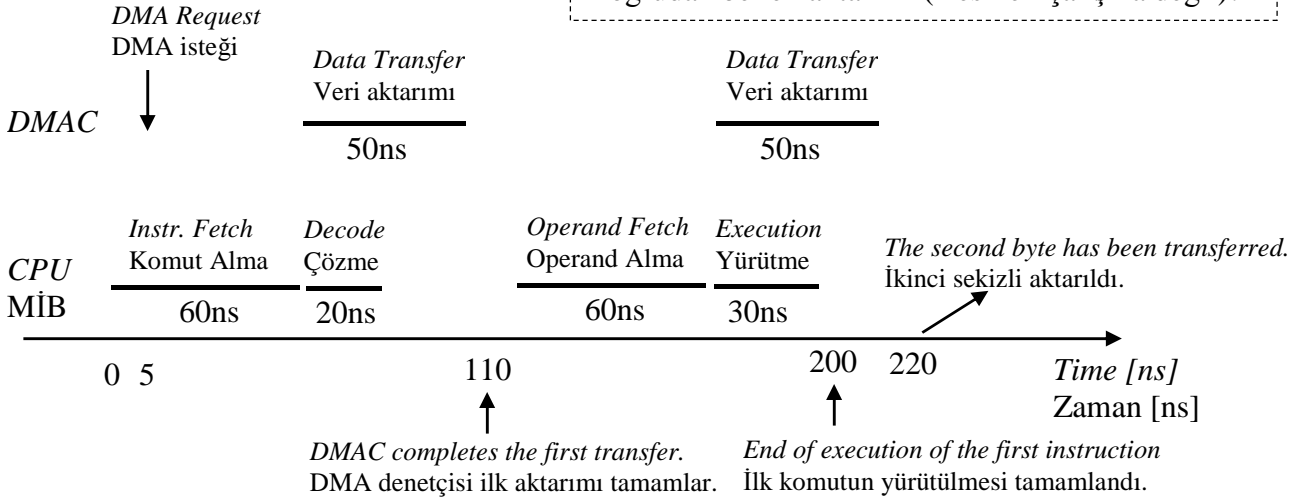 DMA Request
DMA isteği
Data Transfer
Veri aktarımı
Data Transfer
Veri aktarımı
DMAC
50ns
50ns
Instr. Fetch
Komut Alma
Decode
Çözme
Operand Fetch
Operand Alma
Execution
Yürütme
The second byte has been transferred.
İkinci sekizli aktarıldı.
CPU
MİB
60ns
20ns
60ns
30ns
0 5
110
200
220
Time [ns]
Zaman [ns]
DMAC completes the first transfer.
DMA denetçisi ilk aktarımı tamamlar.
End of execution of the first instruction
İlk komutun yürütülmesi tamamlandı.